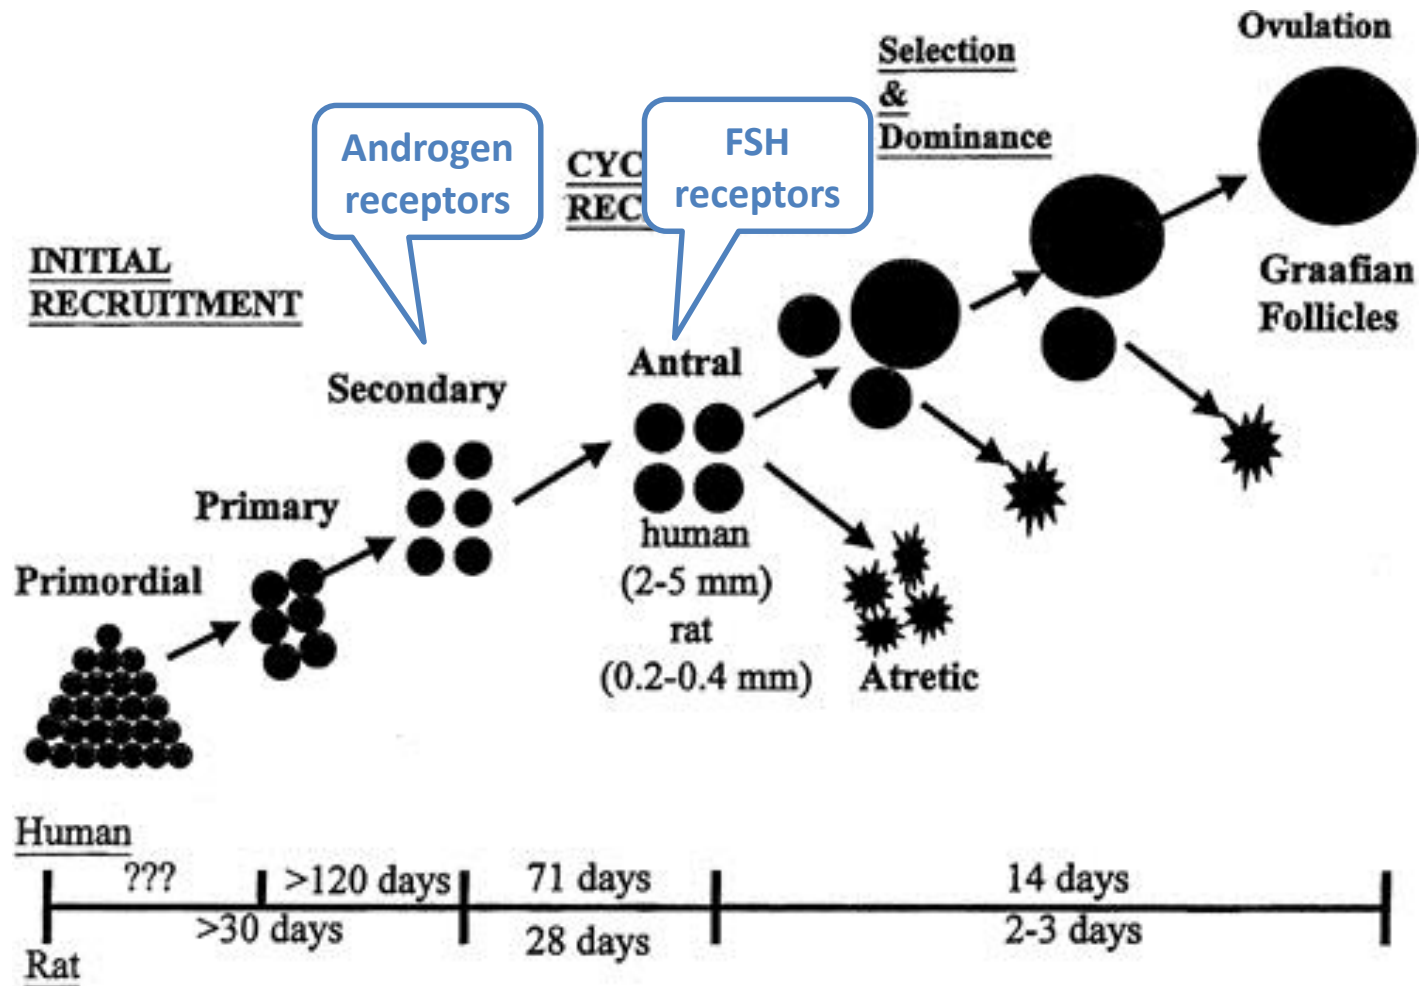 Ovulation
Selection
&
Dominance
Androgen
receptors
CYC
REC
FSH
receptors
INITIAL
RECRUITMENT
Graafian
Follicles
Secondary
Antral
Primary
Primordial
human
(2-5 mm)
rat
(0.2-0.4 mm)
Atretic
Human
??? >120 days 71 days 14 days
>30 days 28 days 2-3 days
Rat